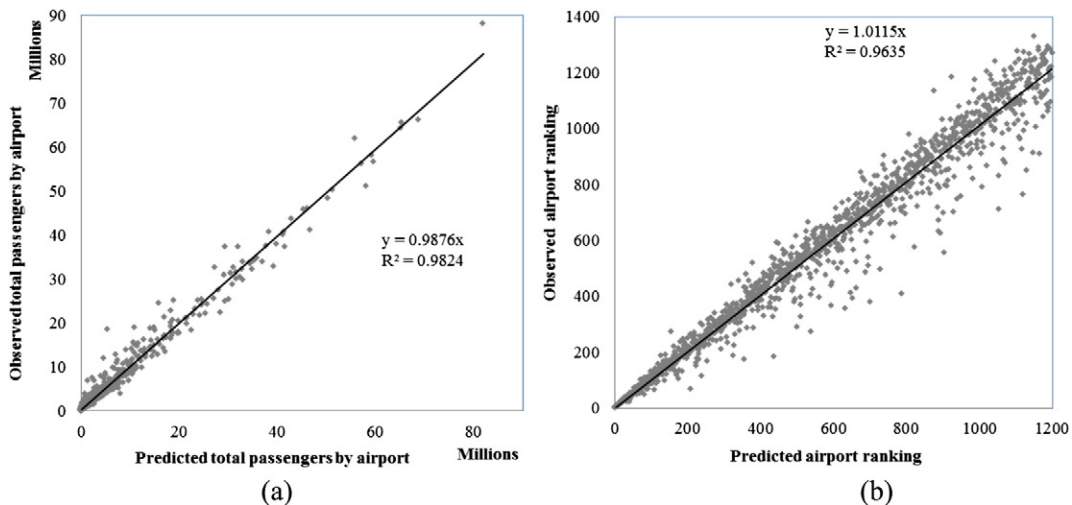 90
80
70
60
50
40
30
20
10
0
Millions
Observed total passengers by airport
y = 0.9876x
R² = 0.9824
0 20 40 60 80
Predicted total passengers by airport Millions
(a)
1400
1200
1000
800
600
400
200
0
Observed airport ranking
y = 1.0115x
R² = 0.9635
0 200 400 600 800 1000 1200
Predicted airport ranking
(b)